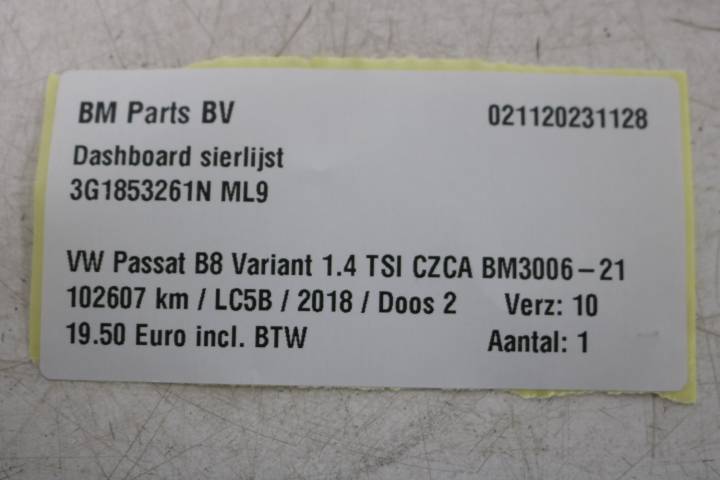 BM Parts BV 021120231128
Dashboard sierlijst
3G1853261N ML9
VW Passat B8 Variant 1.4 TSI CZCA BM3006-21
102607 km / LC5B / 2018 / Doos 2 Verz: 10
19.50 Euro incl. BTW Aantal: 1